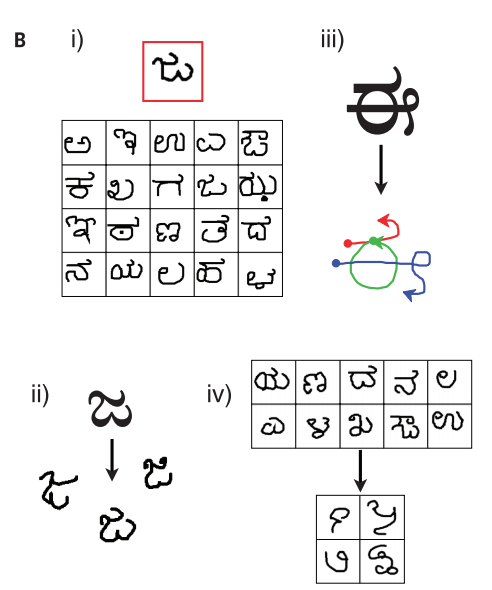 B i) iii)
ಜ
ಅ ಇ ಉ ಎ ಔ
ಕ ಖ ಗ ಜ ಝ
ಠ ಣ ತ ದ
ನ ಯ ಲ ಹ ಳ
ii) iv)
ಜ
ಜ ಜ
ಜ
ಯ ಣ ದ ನ ಲ
ಎ ಳ ಖ ಔ ಉ